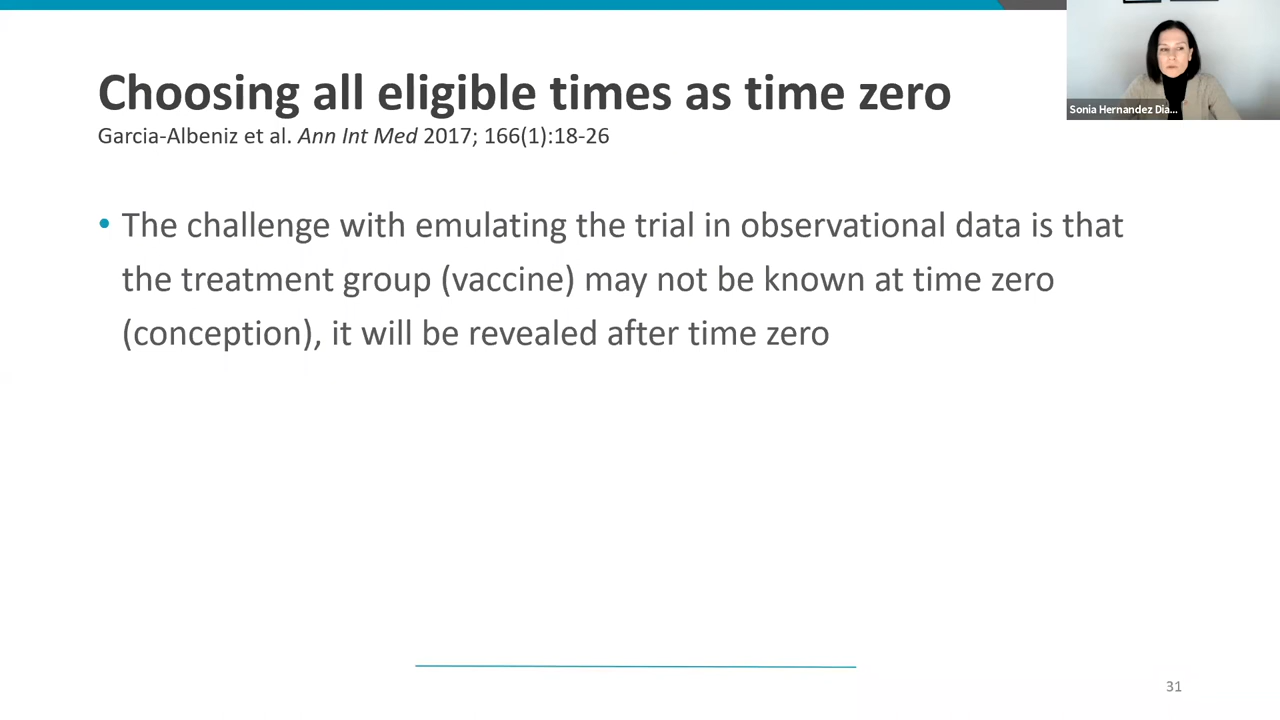 Choosing all eligible times as time zero
Garcia-Albeniz et al. Ann Int Med 2017; 166(1):18-26
• The challenge with emulating the trial in observational data is that
the treatment group (vaccine) may not be known at time zero
(conception), it will be revealed after time zero
Sonia Hernandez Dia...
31